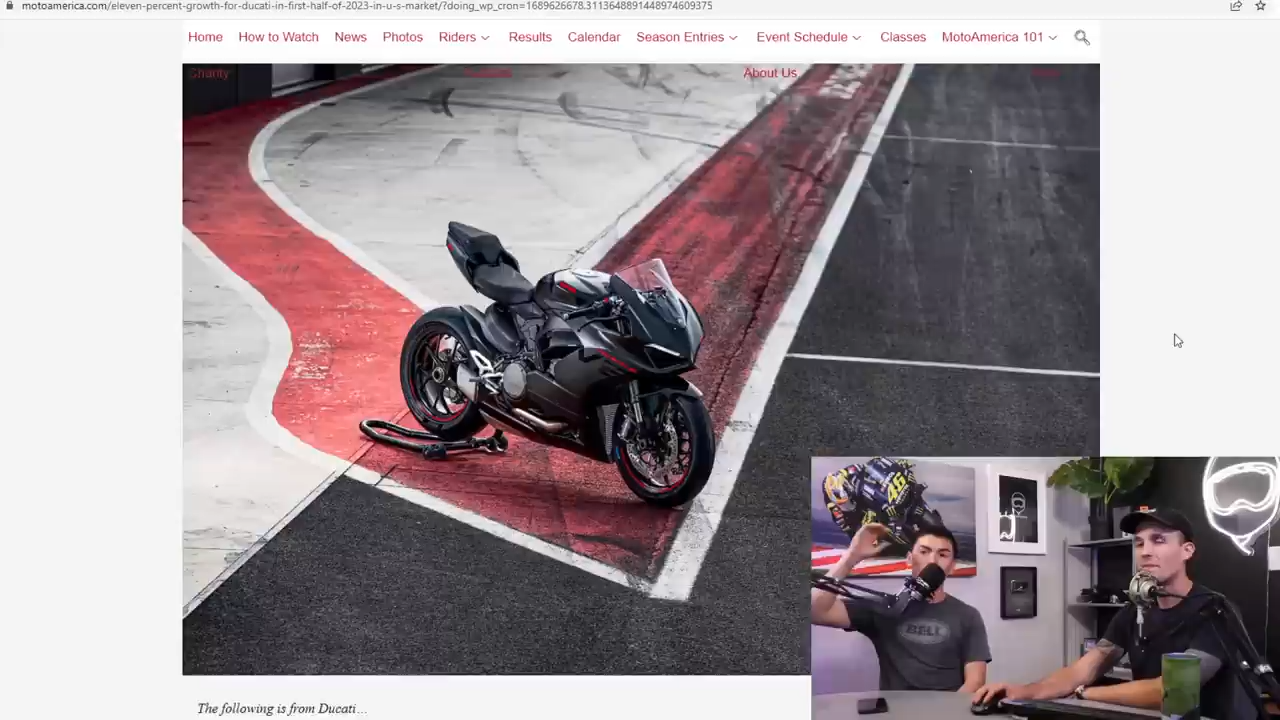 motoamerica.com/eleven-percent-growth-for-ducati-in-first-half-of-2023-in-u-s-market/?doing_wp_cron=1689626678.3113648891448974609375
Home How to Watch News Photos Riders Results Calendar Season Entries Event Schedule Classes MotoAmerica 101
Charity About Us
46
BELL
The following is from Ducati…